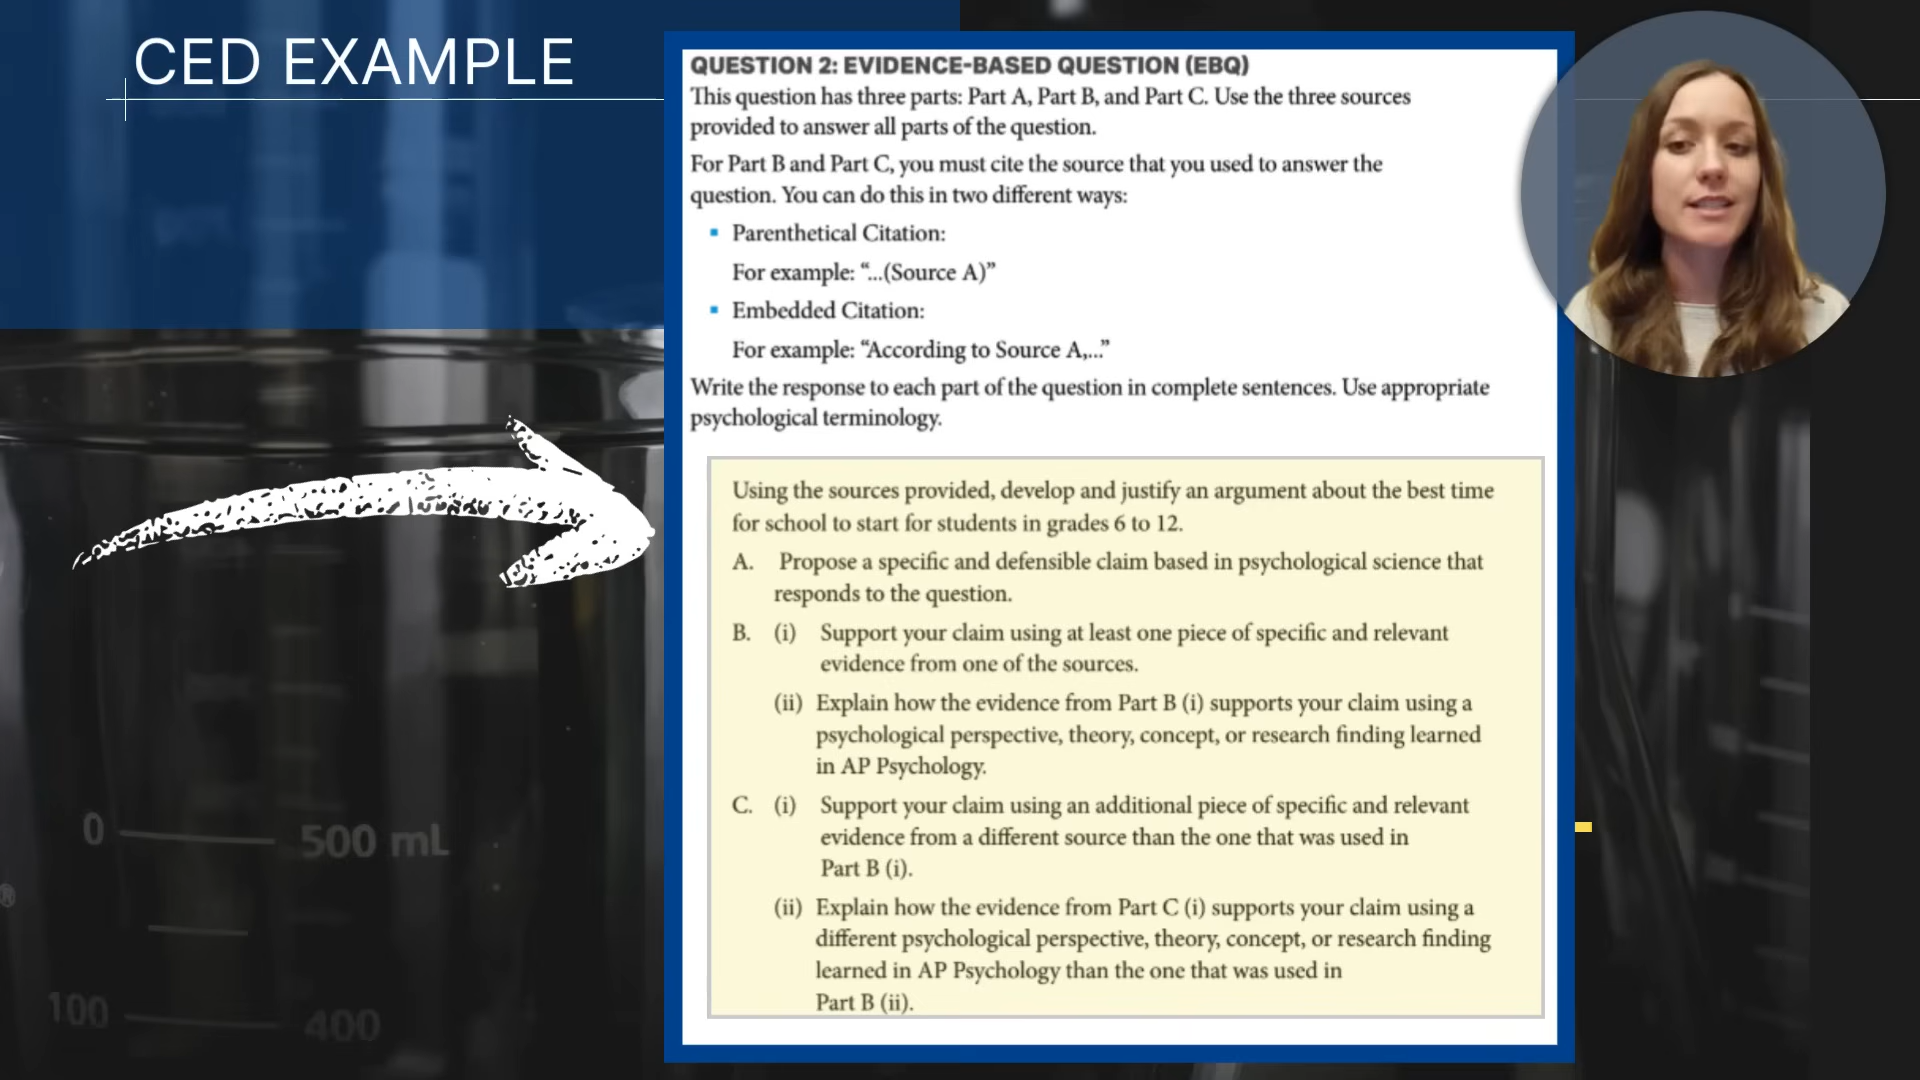 CED EXAMPLE
QUESTION 2: EVIDENCE-BASED QUESTION (EBQ)
This question has three parts: Part A, Part B, and Part C. Use the three sources
provided to answer all parts of the question.
For Part B and Part C, you must cite the source that you used to answer the
question. You can do this in two different ways:
▪ Parenthetical Citation:
For example: “...(Source A)”
▪ Embedded Citation:
For example: “According to Source A,...”
Write the response to each part of the question in complete sentences. Use appropriate
psychological terminology.
Using the sources provided, develop and justify an argument about the best time
for school to start for students in grades 6 to 12.
A. Propose a specific and defensible claim based in psychological science that
responds to the question.
B. (i) Support your claim using at least one piece of specific and relevant
evidence from one of the sources.
(ii) Explain how the evidence from Part B (i) supports your claim using a
psychological perspective, theory, concept, or research finding learned
in AP Psychology.
C. (i) Support your claim using an additional piece of specific and relevant
evidence from a different source than the one that was used in
Part B (i).
(ii) Explain how the evidence from Part C (i) supports your claim using a
different psychological perspective, theory, concept, or research finding
learned in AP Psychology than the one that was used in
Part B (ii).
0 500 mL
®
100 400